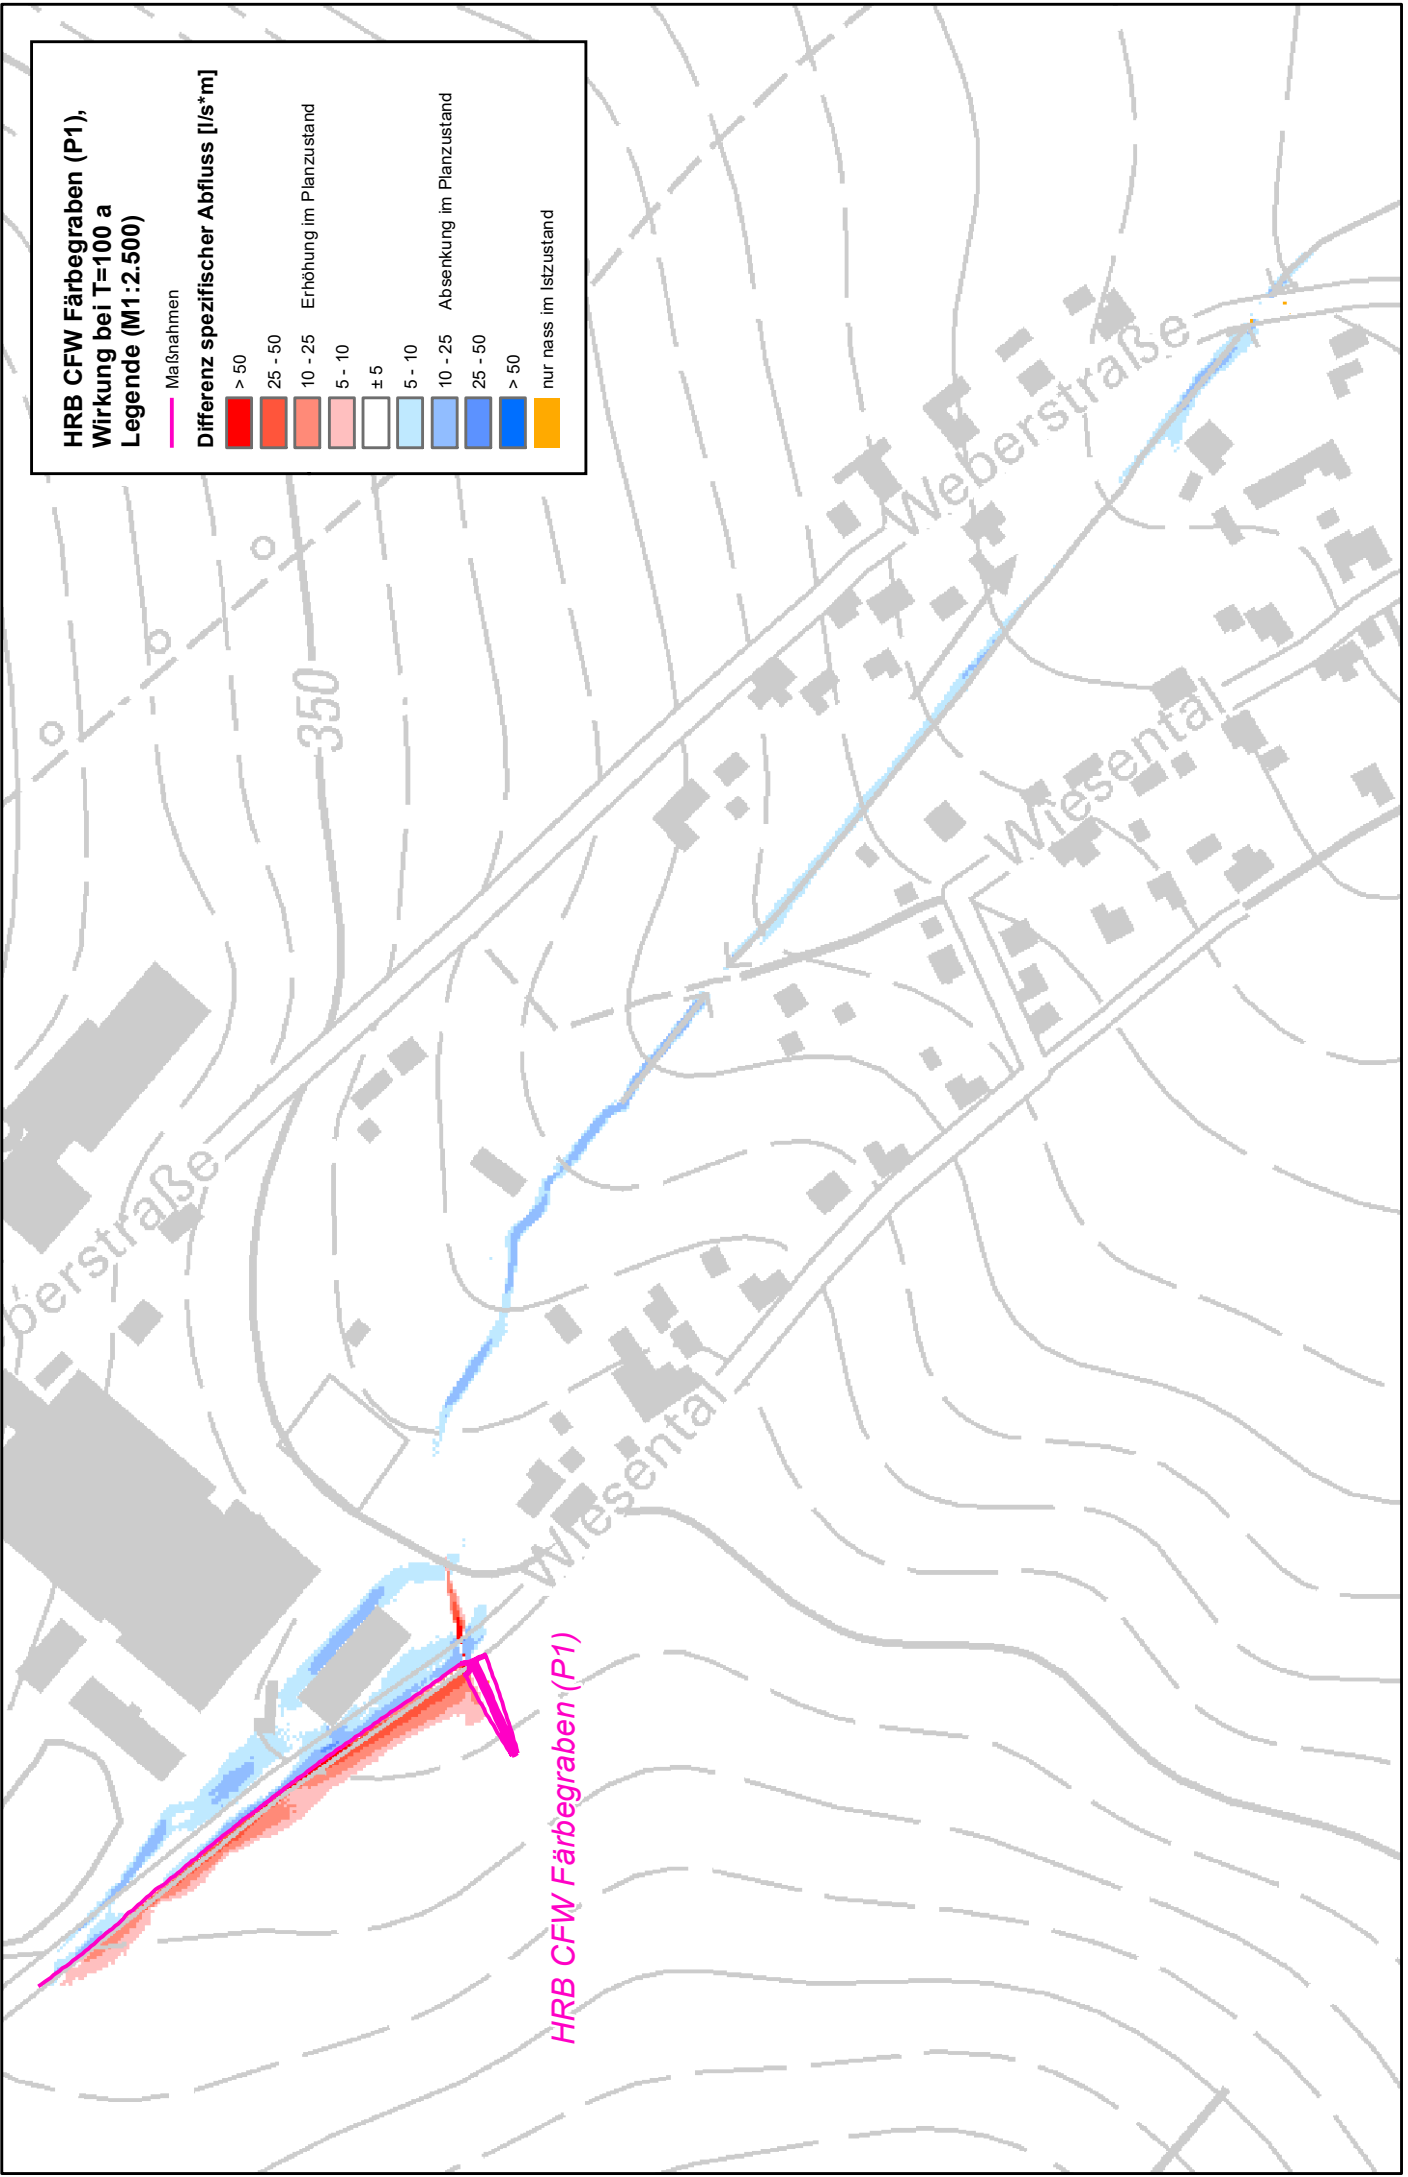 HRB CFW Färbegraben (P1),
Wirkung bei T=100 a
Legende (M1:2.500)
Maßnahmen
Differenz spezifischer Abfluss [l/s*m]
> 50
25 - 50
10 - 25 Erhöhung im Planzustand
5 - 10
± 5
5 - 10
10 - 25 Absenkung im Planzustand
25 - 50
> 50
nur nass im Istzustand
350
Weberstraße
berstraße
Wiesental
Wiesental
HRB CFW Färbegraben (P1)